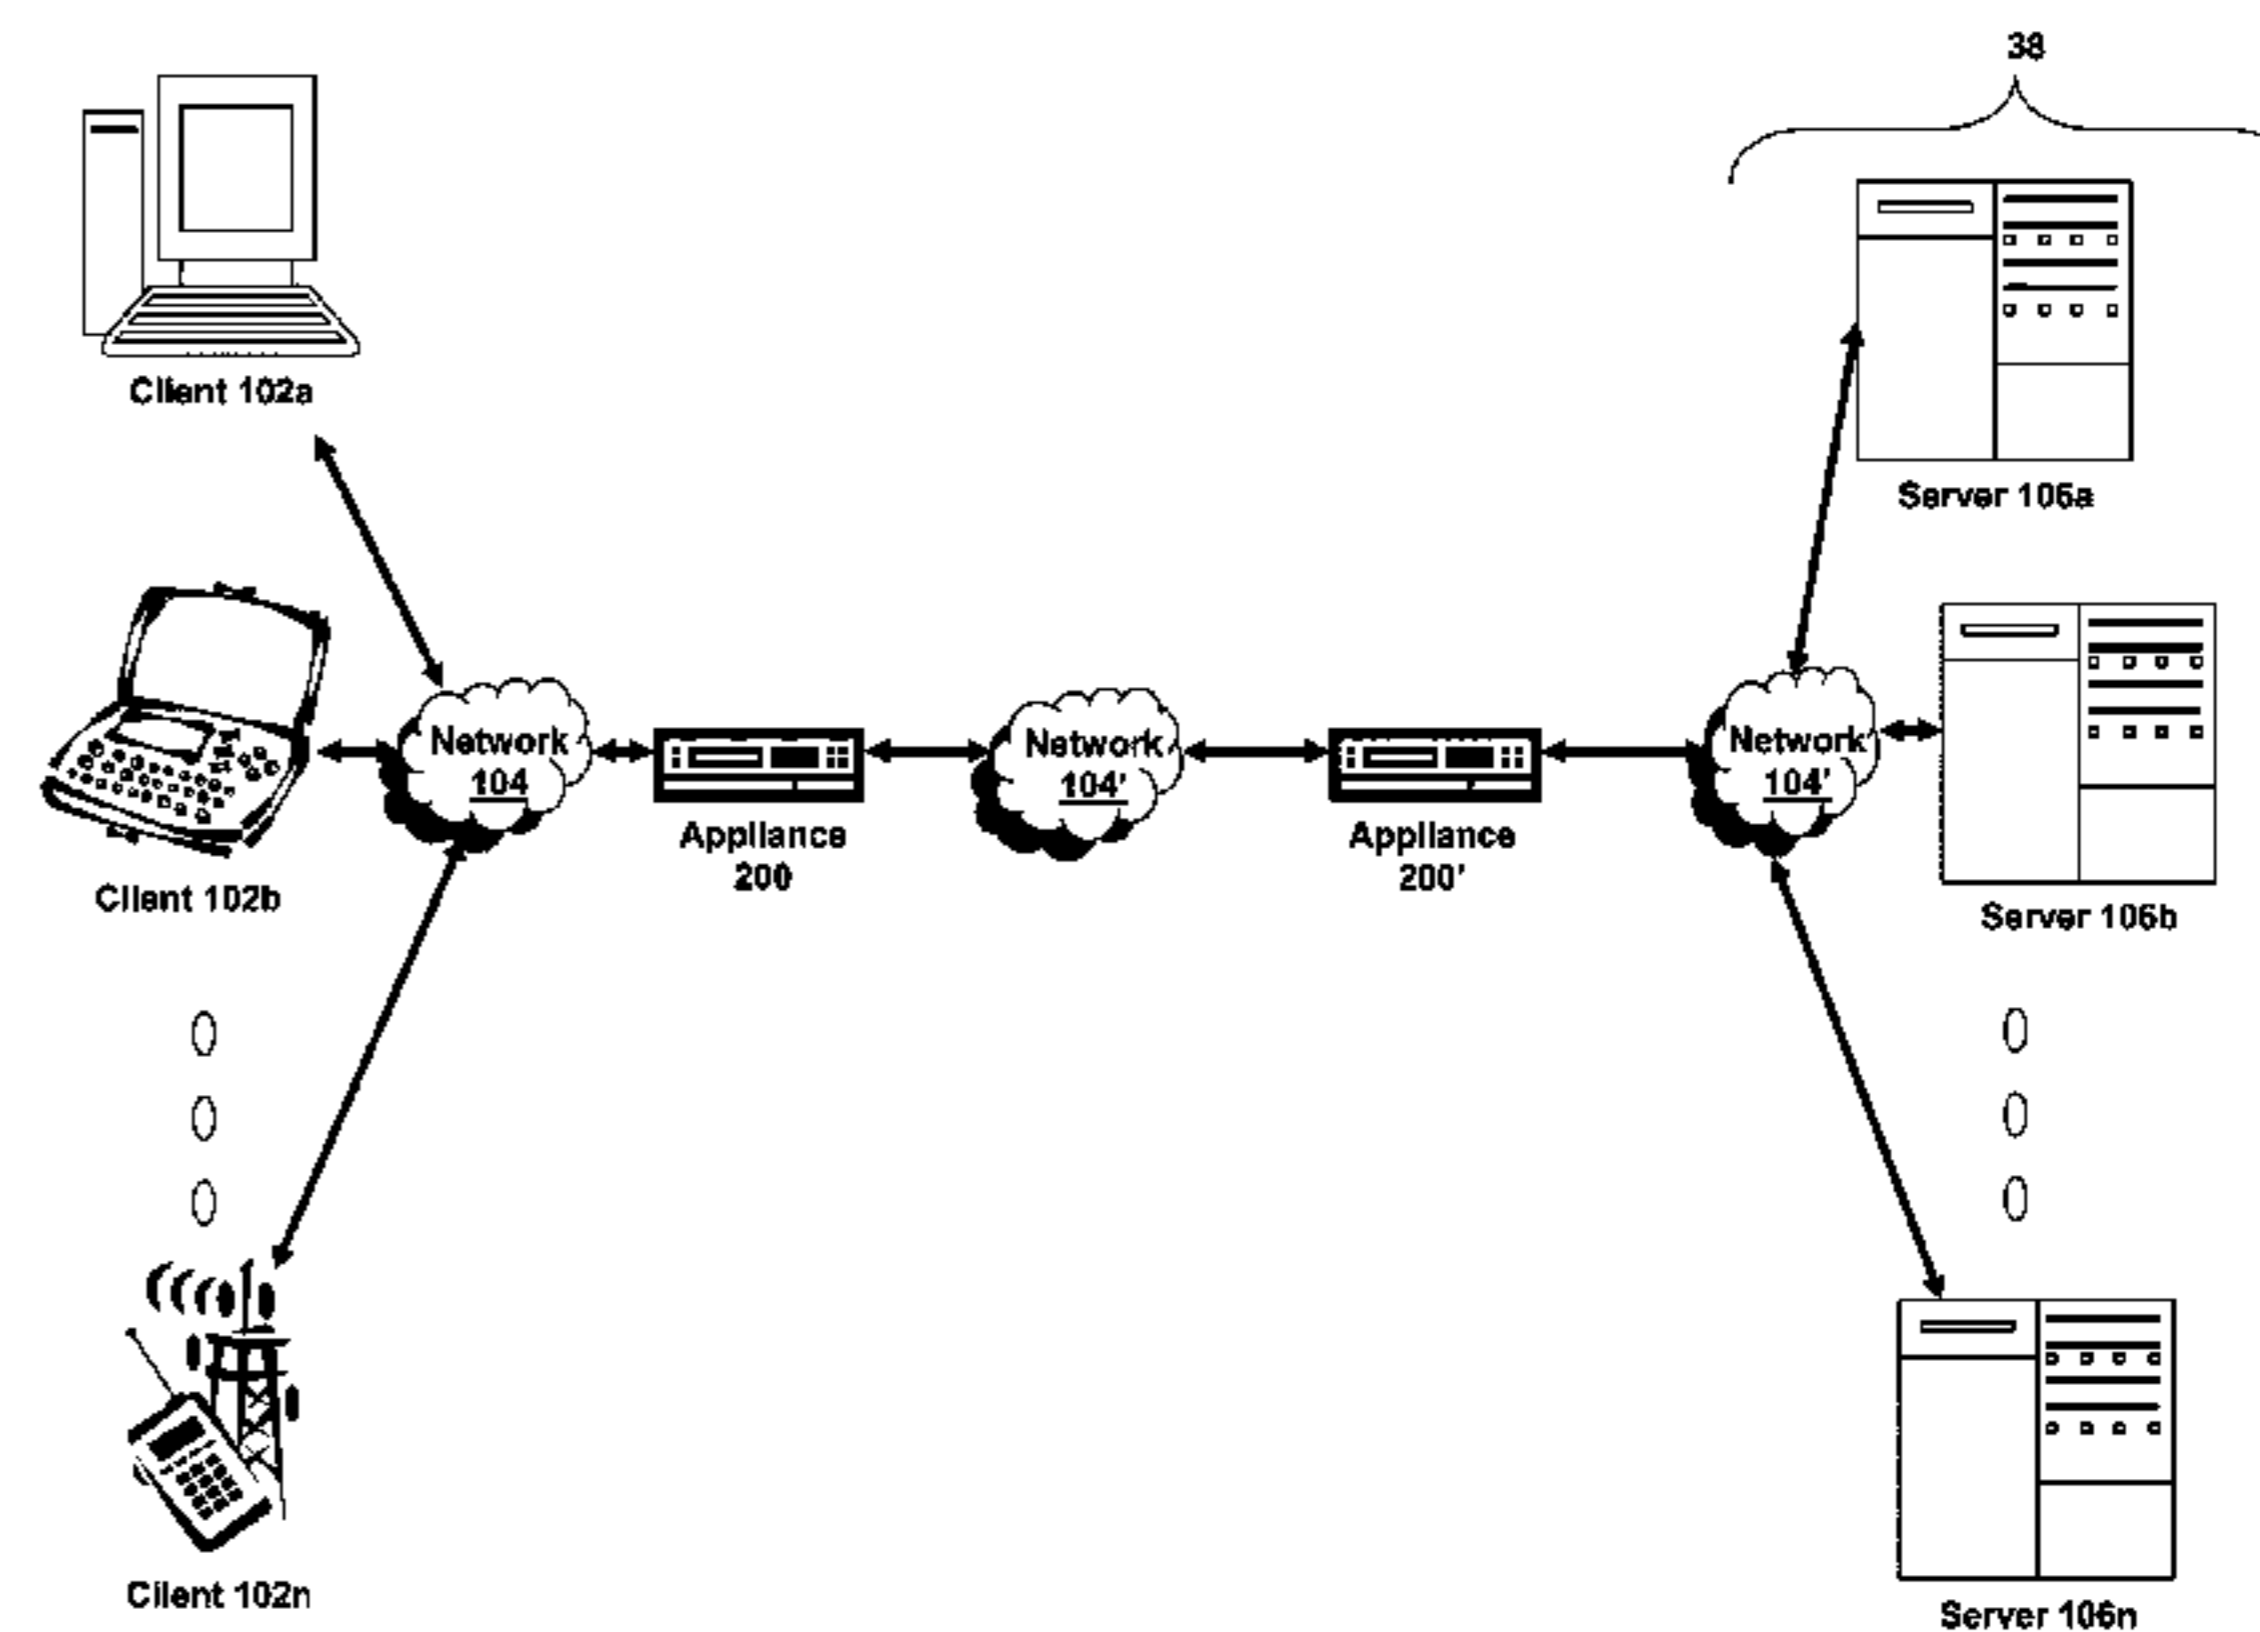 38
Client 102a
Server 106a
Network
104
Network
104'
Network
104'
Appliance
200
Appliance
200'
Client 102b
Server 106b
Client 102n
Server 106n